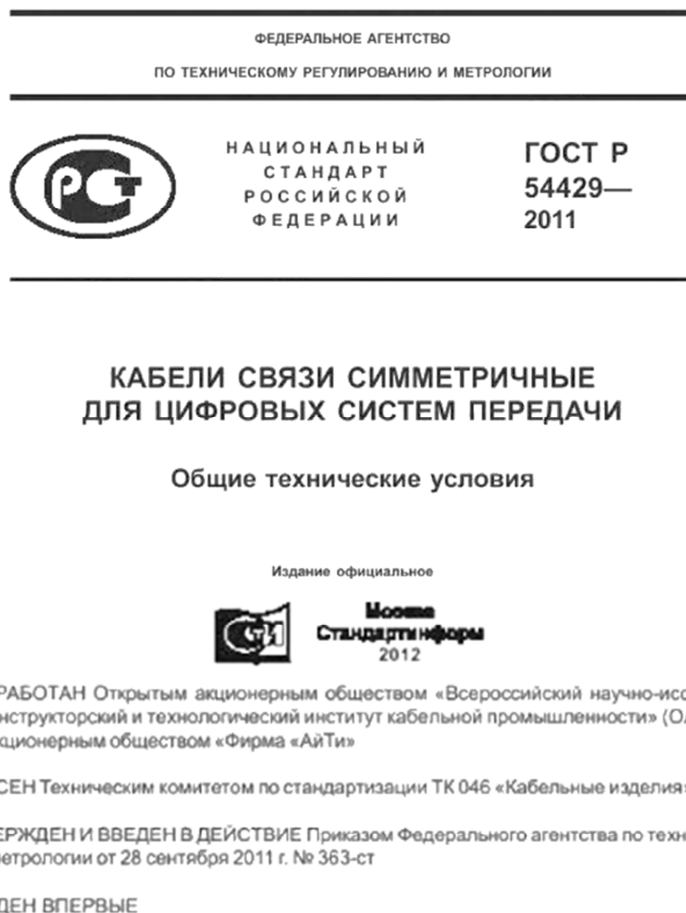 ФЕДЕРАЛЬНОЕ АГЕНТСТВО
ПО ТЕХНИЧЕСКОМУ РЕГУЛИРОВАНИЮ И МЕТРОЛОГИИ
РСТ
НАЦИОНАЛЬНЫЙ
СТАНДАРТ
РОССИЙСКОЙ
ФЕДЕРАЦИИ
ГОСТ Р
54429—
2011
КАБЕЛИ СВЯЗИ СИММЕТРИЧНЫЕ
ДЛЯ ЦИФРОВЫХ СИСТЕМ ПЕРЕДАЧИ
Общие технические условия
Издание официальное
СТИ
Москва
Стандартинформ
2012
РАБОТАН Открытым акционерным обществом «Всероссийский научно-исс
нструкторский и технологический институт кабельной промышленности» (О
кционерным обществом «Фирма «АйТи»
СЕН Техническим комитетом по стандартизации ТК 046 «Кабельные изделия»
ЕРЖДЕН И ВВЕДЕН В ДЕЙСТВИЕ Приказом Федерального агентства по техн
етрологии от 28 сентября 2011 г. № 363-ст
ДЕН ВПЕРВЫЕ